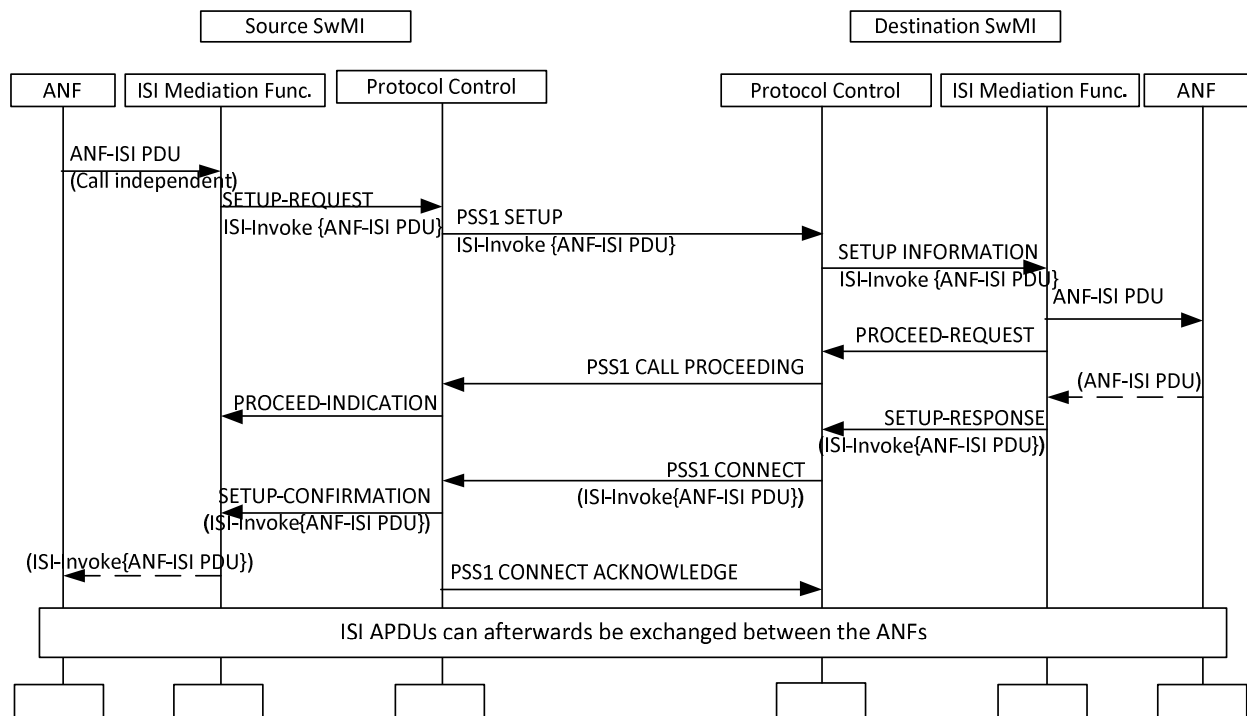 Source SwMI
Destination SwMI
ANF
ISI Mediation Func.
Protocol Control
Protocol Control
ISI Mediation Func.
ANF
ANF-ISI PDU
(Call independent)
SETUP-REQUEST
ISI-Invoke {ANF-ISI PDU}
PSS1 SETUP
ISI-Invoke {ANF-ISI PDU}
SETUP INFORMATION
ISI-Invoke {ANF-ISI PDU}
ANF-ISI PDU
PROCEED-REQUEST
PSS1 CALL PROCEEDING
(ANF-ISI PDU)
PROCEED-INDICATION
SETUP-RESPONSE
(ISI-Invoke{ANF-ISI PDU})
PSS1 CONNECT
(ISI-Invoke{ANF-ISI PDU})
SETUP-CONFIRMATION
(ISI-Invoke{ANF-ISI PDU})
(ISI-Invoke{ANF-ISI PDU})
PSS1 CONNECT ACKNOWLEDGE
ISI APDUs can afterwards be exchanged between the ANFs